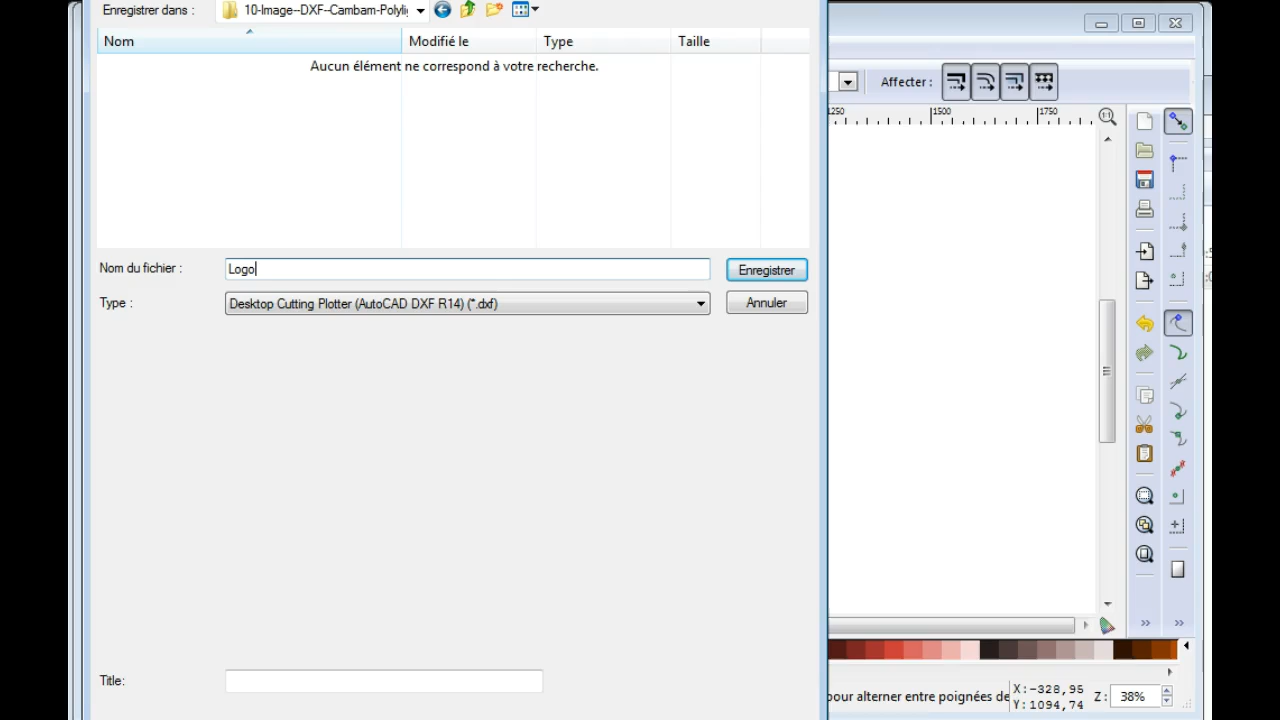 Enregistrer dans :
10-Image--DXF--Cambam-Polyli
Nom
Modifié le
Type
Taille
Aucun élément ne correspond à votre recherche.
Nom du fichier :
Logo
Enregistrer
Type :
Desktop Cutting Plotter (AutoCAD DXF R14) (*.dxf)
Annuler
Title:
Affecter :
1250
1500
1750
pour alterner entre poignées de
X:-328,95
Y:1094,74
Z:
38%